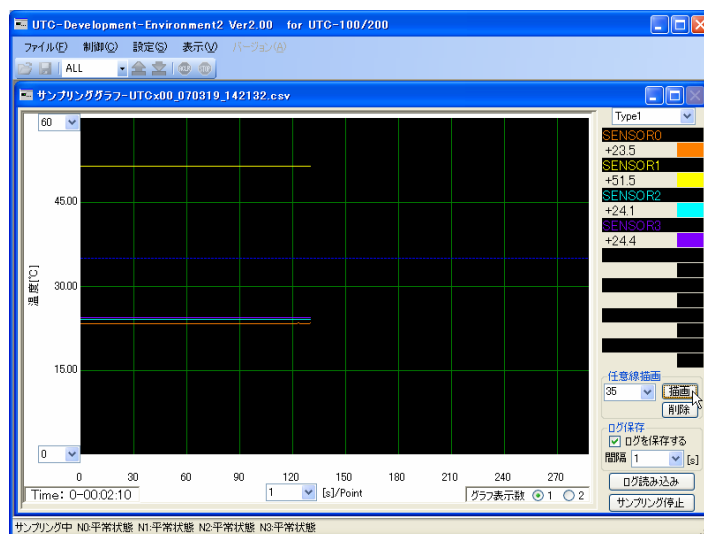 UTC-Development-Environment2 Ver2.00 for UTC-100/200
ファイル(F) 制御(C) 設定(S) 表示(V) バージョン(A)
ALL
サンプリンググラフ-UTCx00_070319_142132.csv
Type1
60
SENSOR0
+23.5
SENSOR1
+51.5
SENSOR2
+24.1
SENSOR3
+24.4
45.00
30.00
15.00
0
温度[℃]
0 30 60 90 120 150 180 210 240 270
Time: 0-00:02:10
1 [s]/Point
グラフ表示数 1 2
任意線描画
35 描画
削除
ログ保存
ログを保存する
間隔 1 [s]
ログ読み込み
サンプリング停止
サンプリング中 N0:平常状態 N1:平常状態 N2:平常状態 N3:平常状態